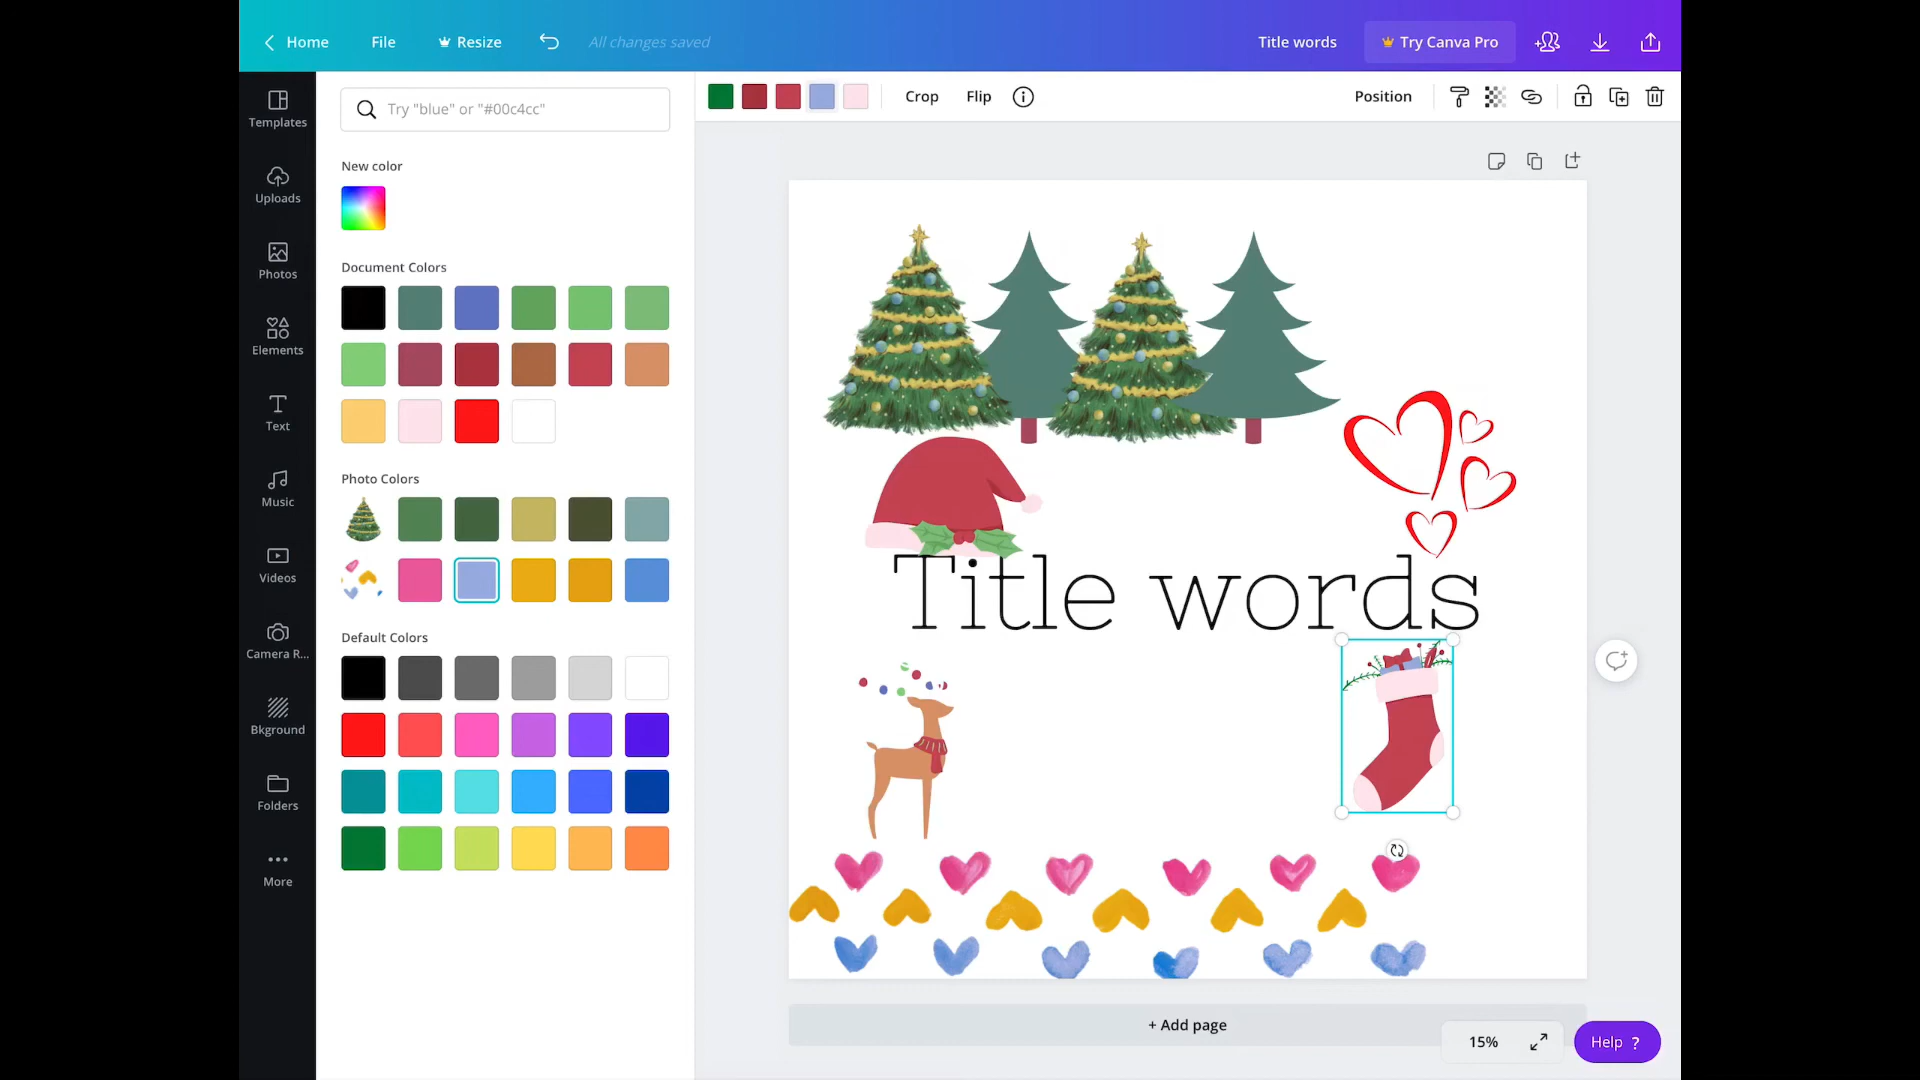 Home File Resize All changes saved Title words Try Canva Pro
Templates
Uploads
Photos
Elements
Text
Music
Videos
Camera R...
Bkground
Folders
More
Try "blue" or "#00c4cc"
New color
Document Colors
Photo Colors
Default Colors
Crop Flip Position
Title words
+ Add page
15% Help ?